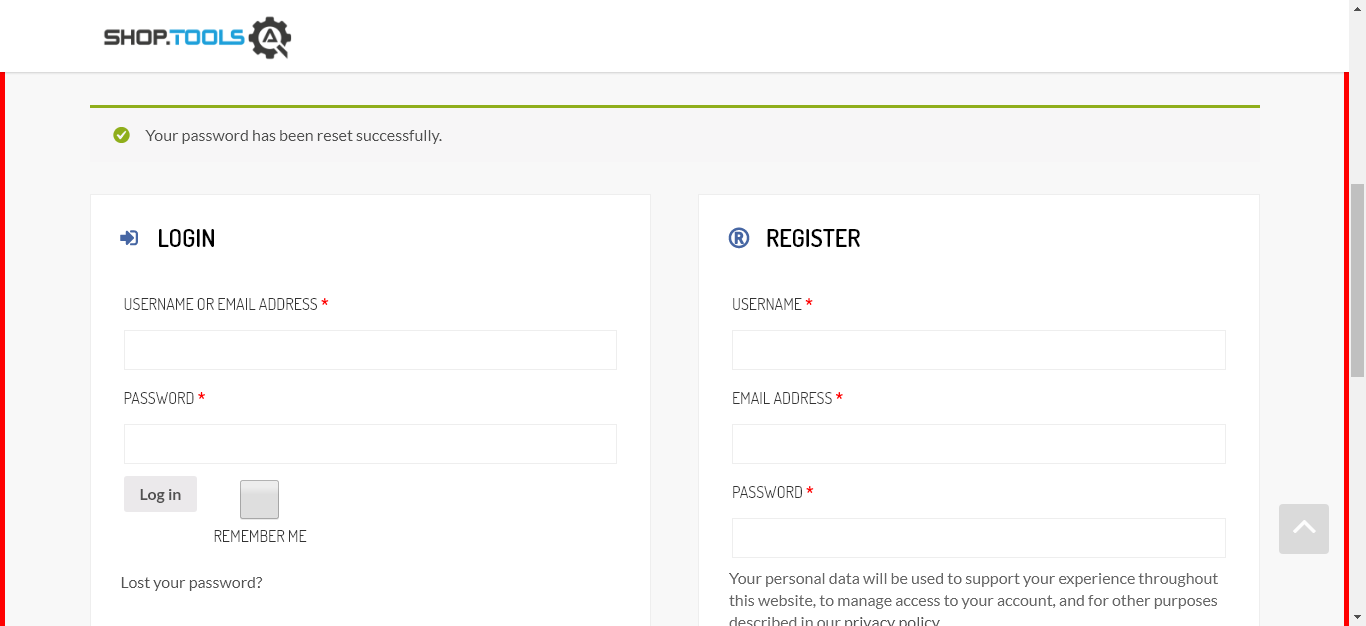 SHOP.TOOLS
Your password has been reset successfully.
LOGIN
USERNAME OR EMAIL ADDRESS *
PASSWORD *
Log in
REMEMBER ME
Lost your password?
REGISTER
USERNAME *
EMAIL ADDRESS *
PASSWORD *
Your personal data will be used to support your experience throughout
this website, to manage access to your account, and for other purposes
described in our privacy policy.